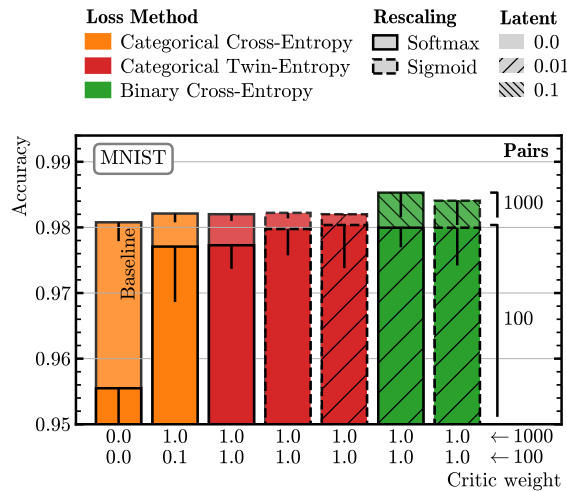 Loss Method
Categorical Cross-Entropy
Categorical Twin-Entropy
Binary Cross-Entropy
Rescaling
Softmax
Sigmoid
Latent
0.0
0.01
0.1
Accuracy
0.99
0.98
0.97
0.96
0.95
MNIST
Baseline
Pairs
1000
100
0.0 1.0 1.0 1.0 1.0 1.0 1.0 ←1000
0.0 0.1 1.0 1.0 1.0 1.0 1.0 ←100
Critic weight